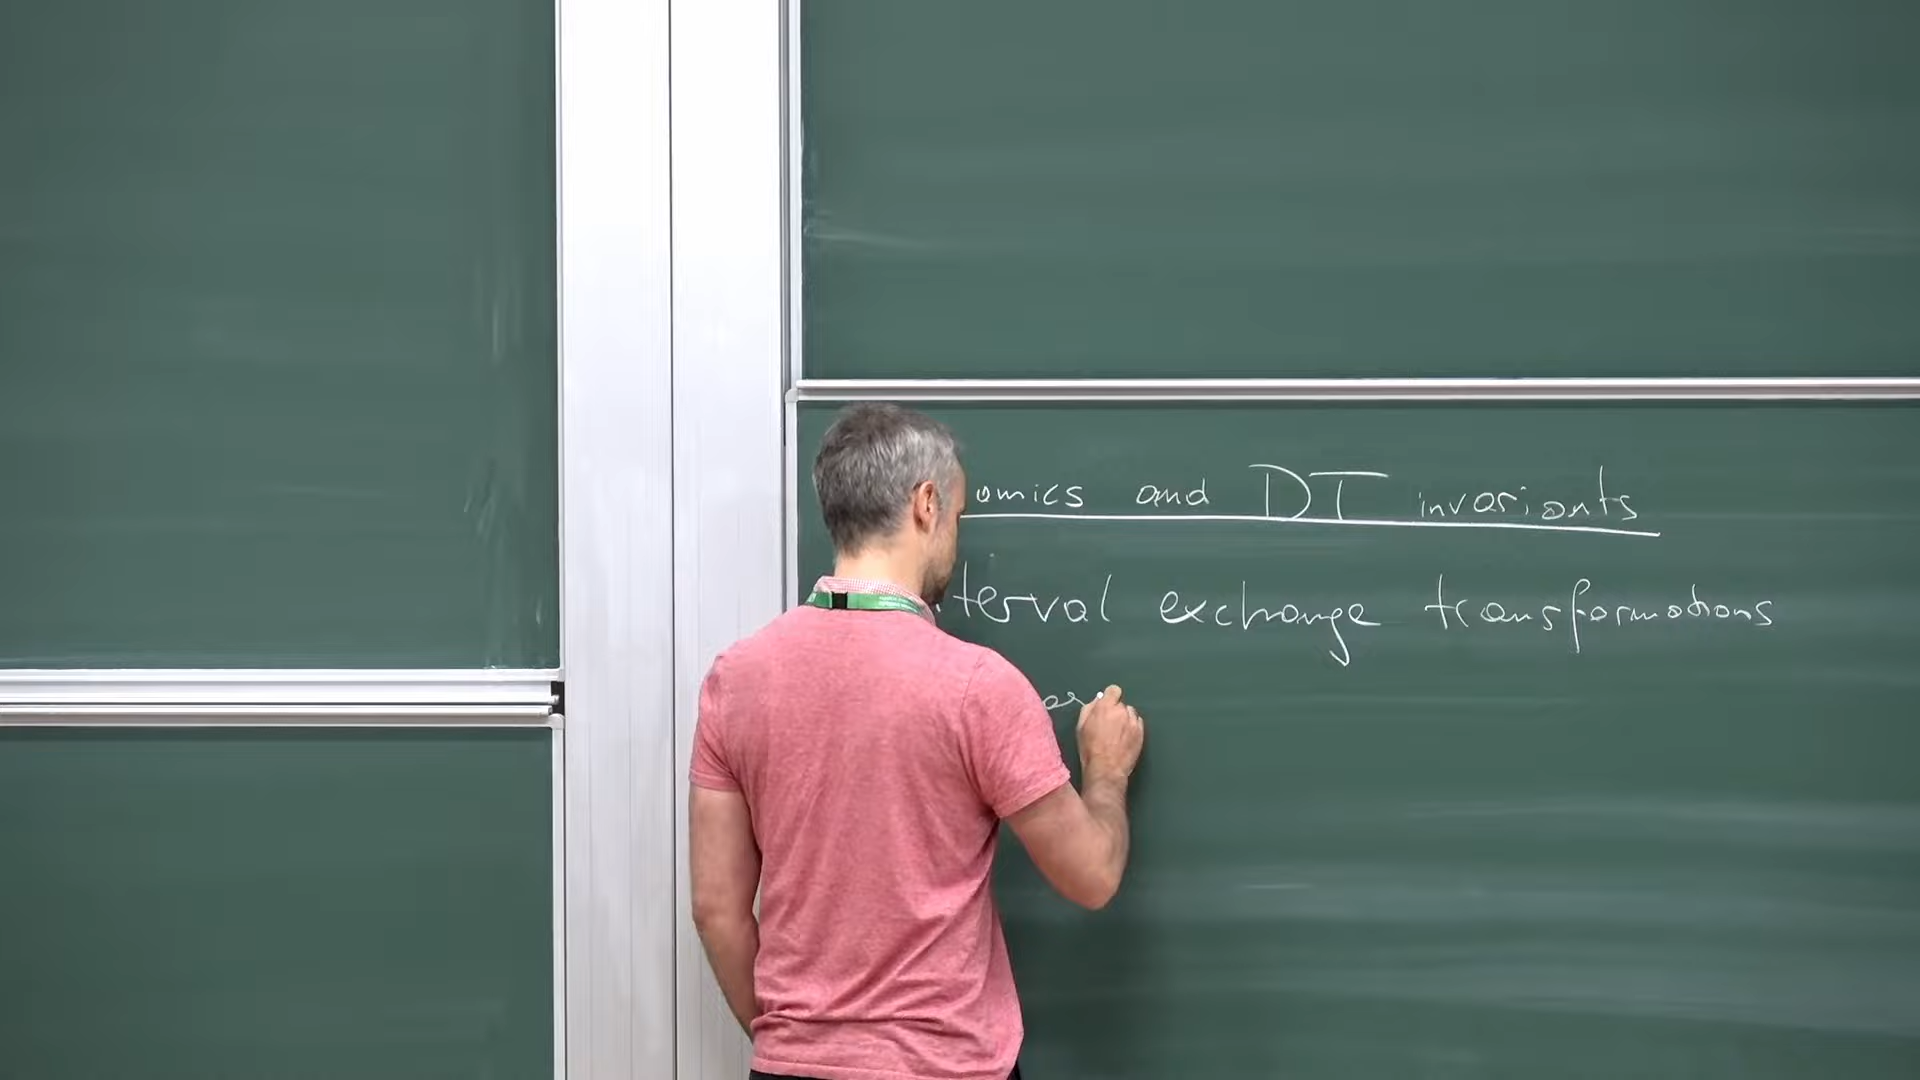 omics and DT invariants
terval exchange transformations